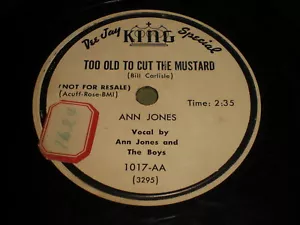 Dee Jay Special
KING
TOO OLD TO CUT THE MUSTARD
(Bill Carlisle)
(NOT FOR RESALE)
(Acuff-Rose-BMI)
Time: 2:35
ANN JONES
Vocal by
Ann Jones and
The Boys
1017-AA
(3295)